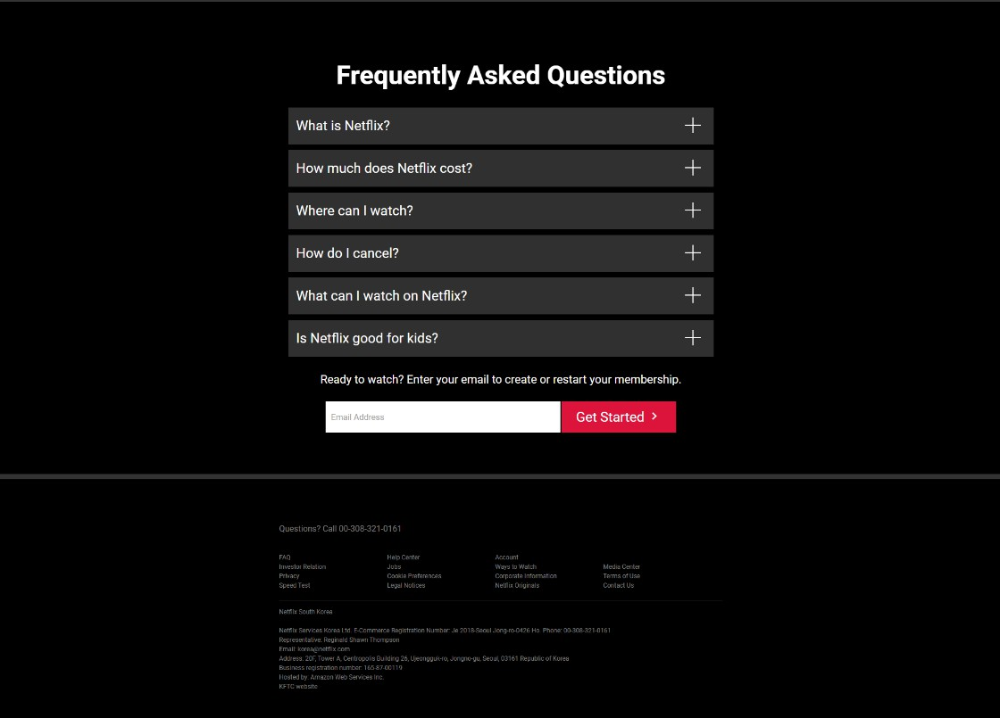 Frequently Asked Questions
What is Netflix?
How much does Netflix cost?
Where can I watch?
How do I cancel?
What can I watch on Netflix?
Is Netflix good for kids?
Ready to watch? Enter your email to create or restart your membership.
Email Address
Get Started
Questions? Call 00-308-321-0161
FAQ
Investor Relation
Privacy
Speed Test
Help Center
Jobs
Cookie Preferences
Legal Notices
Account
Ways to Watch
Corporate Information
Netflix Originals
Media Center
Terms of Use
Contact Us
Netflix South Korea
Netflix Services Korea Ltd. E-Commerce Registration Number: Je 2018-Seoul Jong-ro-0426 Ho. Phone: 00-308-321-0161
Representative: Reginald Shawn Thompson
Email: korea@netflix.com
Address: 20F, Tower A, Centropolis Building 26, Ujeongguk-ro, Jongno-gu, Seoul, 03161 Republic of Korea
Business registration number: 165-87-00119
Hosted by: Amazon Web Services Inc.
KFTC website